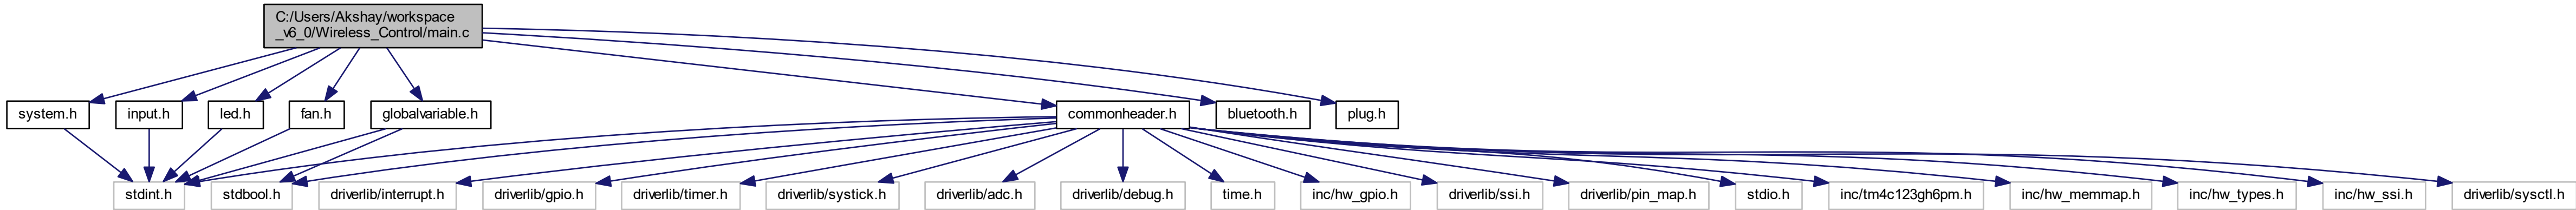 C:/Users/Akshay/workspace
_v6_0/Wireless_Control/main.c
system.h
input.h
led.h
fan.h
globalvariable.h
commonheader.h
bluetooth.h
plug.h
stdint.h
stdbool.h
driverlib/interrupt.h
driverlib/gpio.h
driverlib/timer.h
driverlib/systick.h
driverlib/adc.h
driverlib/debug.h
time.h
inc/hw_gpio.h
driverlib/ssi.h
driverlib/pin_map.h
stdio.h
inc/tm4c123gh6pm.h
inc/hw_memmap.h
inc/hw_types.h
inc/hw_ssi.h
driverlib/sysctl.h